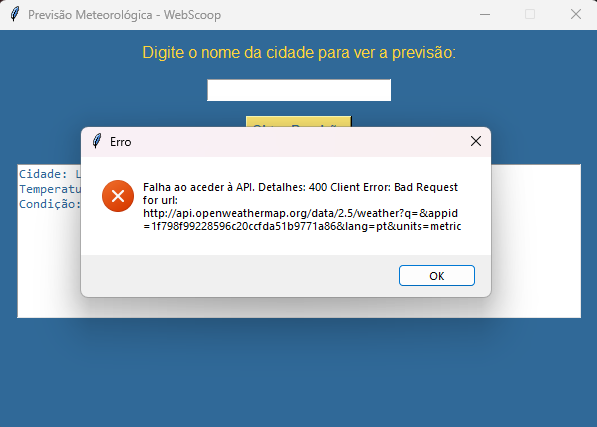 Previsão Meteorológica - WebScoop
Digite o nome da cidade para ver a previsão:
Erro
Cidade:
Falha ao aceder à API. Detalhes: 400 Client Error: Bad Request
for url:
http://api.openweathermap.org/data/2.5/weather?q=&appid
=1f798f99228596c20ccfda51b9771a86&lang=pt&units=metric
Condição:
OK